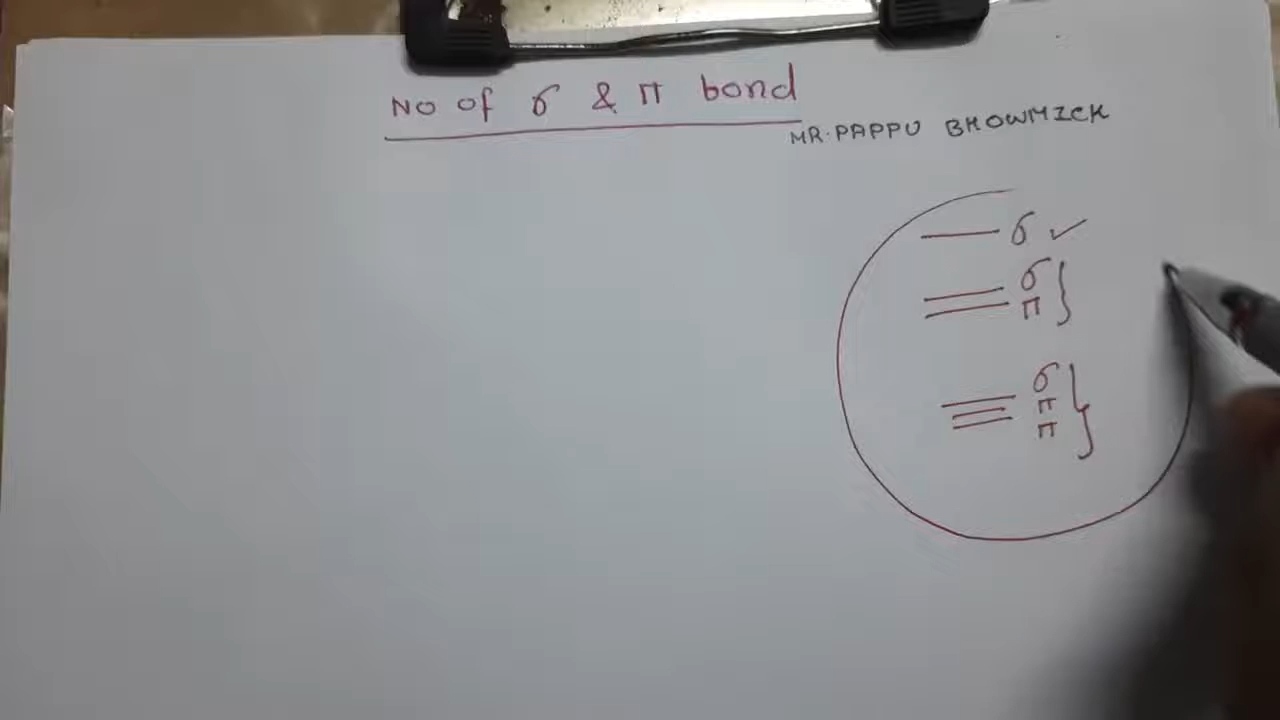 No of σ & π bond
MR. PAPPU BHOWMICK
— σ ✓
= σ
π }
≡ σ
π
π }